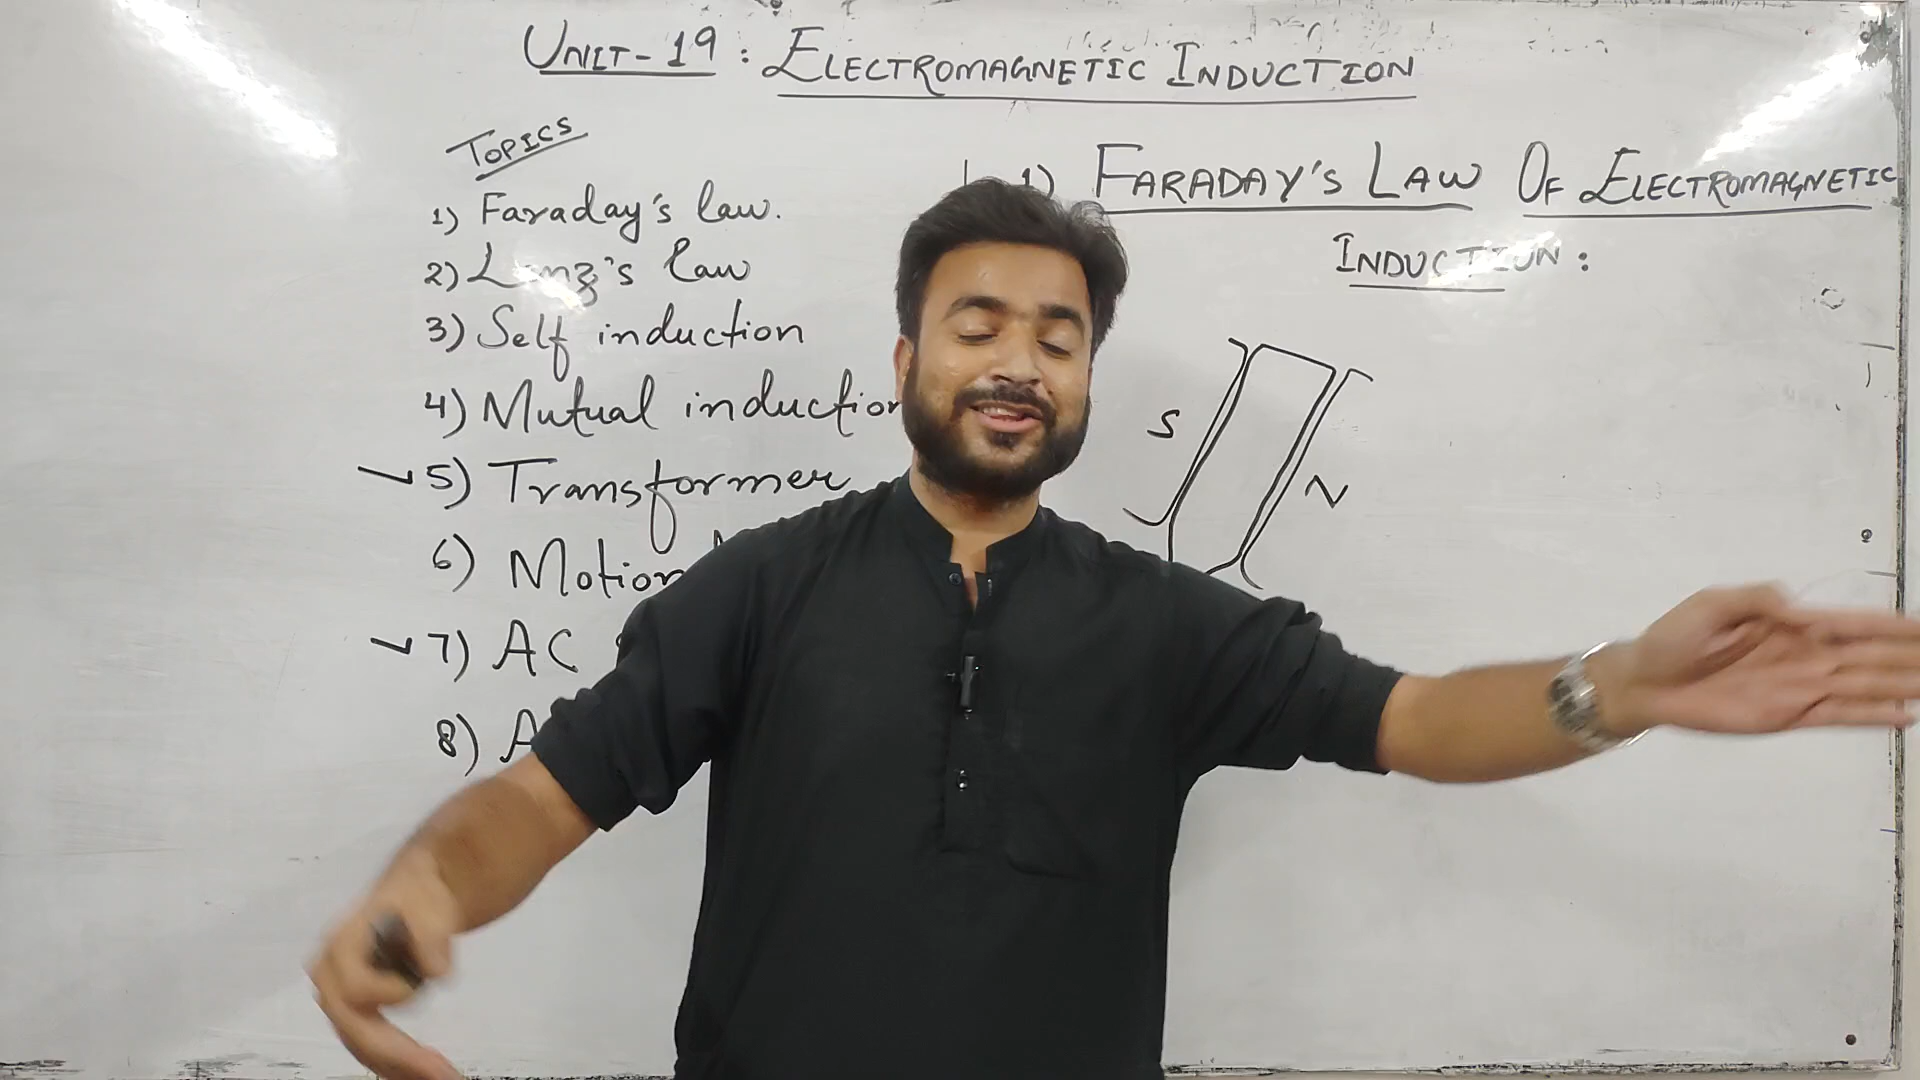 UNIT-19 : ELECTROMAGNETIC INDUCTION
TOPICS
1) Faraday's law.
2) Lenz's law
3) Self induction
4) Mutual induction
5) Transformer
6) Motion
7) AC
8) A
1) FARADAY'S LAW OF ELECTROMAGNETIC
INDUCTION :
S
N